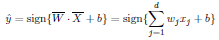 ŷ = sign{W̅ · X̅ + b} = sign{∑_{j=1}^{d} w_j x_j + b}